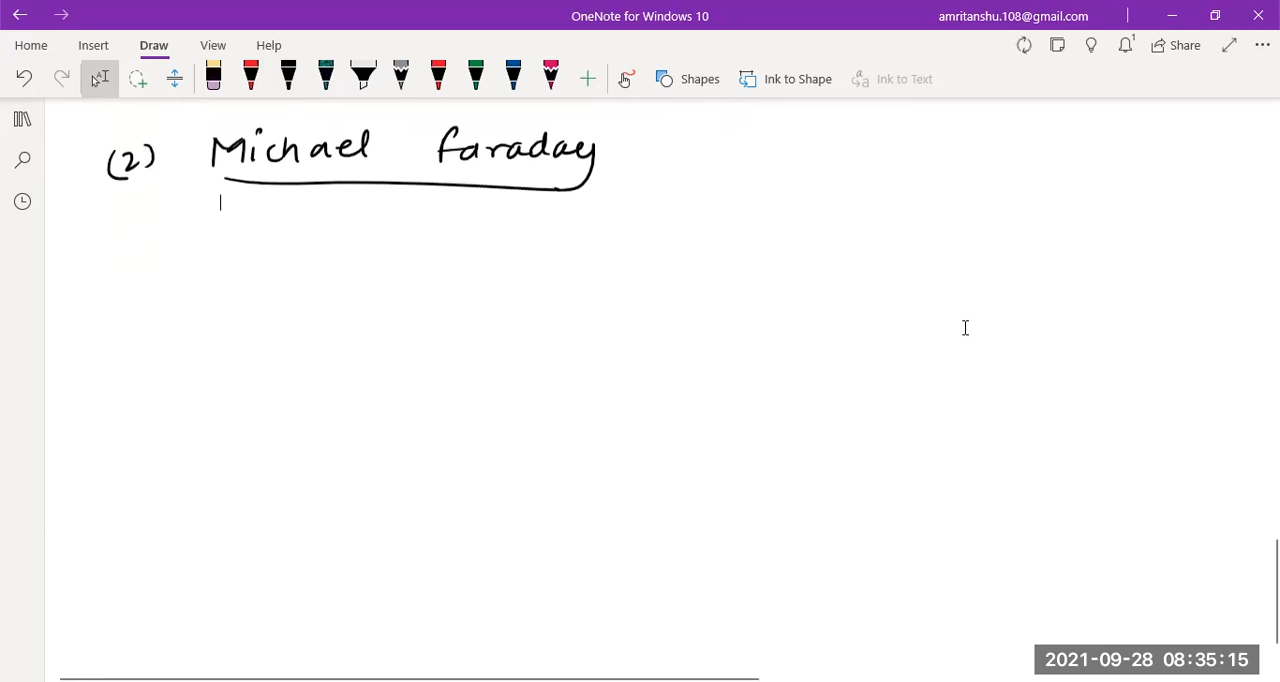 OneNote for Windows 10
amritanshu.108@gmail.com
Home Insert Draw View Help
Share
Shapes Ink to Shape Ink to Text
(2) Michael faraday
2021-09-28 08:35:15